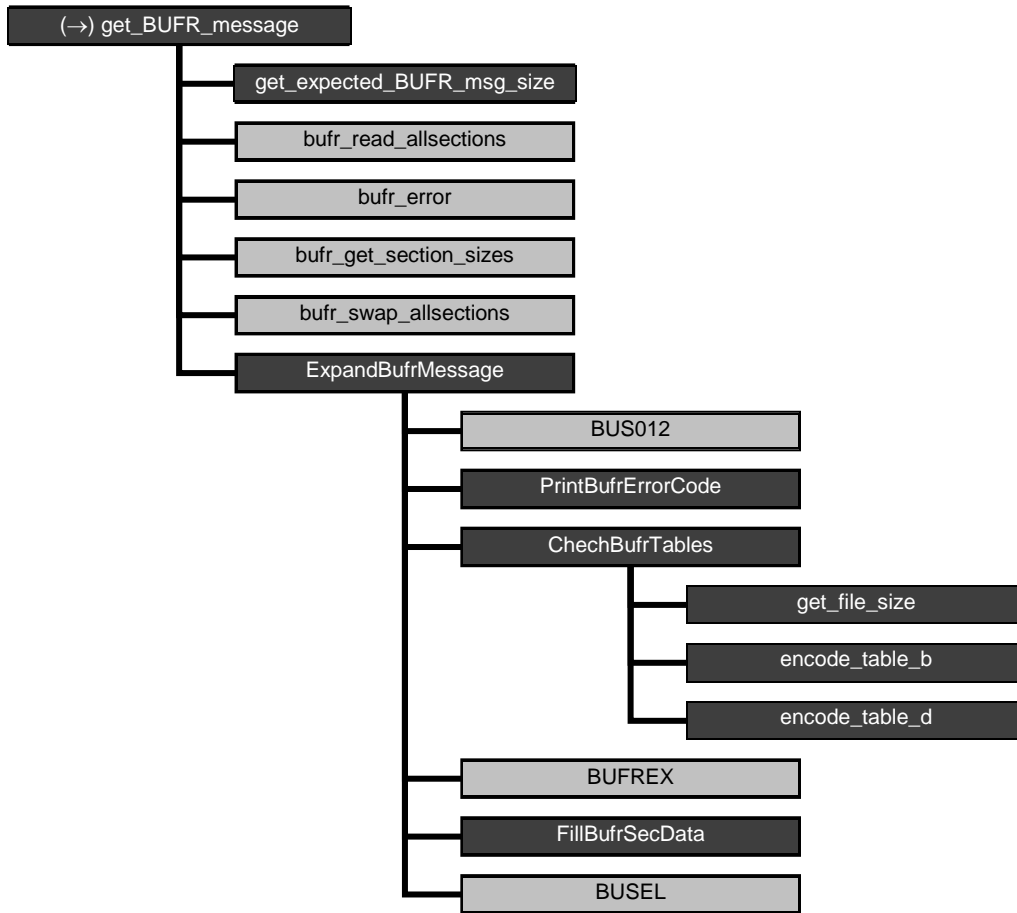 (→) get_BUFR_message
get_expected_BUFR_msg_size
bufr_read_allsections
bufr_error
bufr_get_section_sizes
bufr_swap_allsections
ExpandBufrMessage
BUS012
PrintBufrErrorCode
ChechBufrTables
get_file_size
encode_table_b
encode_table_d
BUFREX
FillBufrSecData
BUSEL